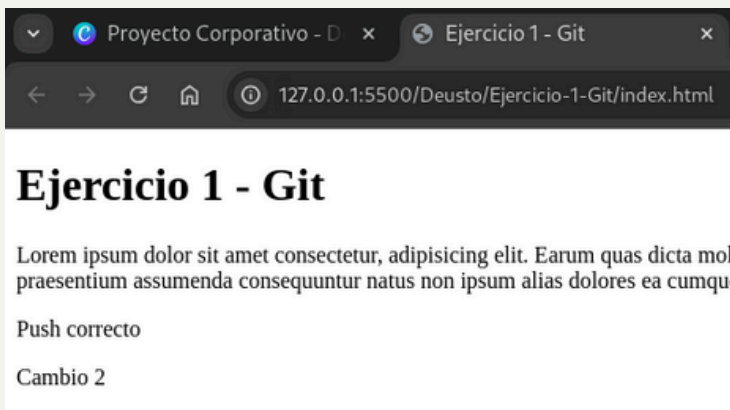 Proyecto Corporativo - D
Ejercicio 1 - Git
127.0.0.1:5500/Deusto/Ejercicio-1-Git/index.html
Ejercicio 1 - Git
Lorem ipsum dolor sit amet consectetur, adipisicing elit. Earum quas dicta
praesentium assumenda consequuntur natus non ipsum alias dolores ea
Push correcto
Cambio 2